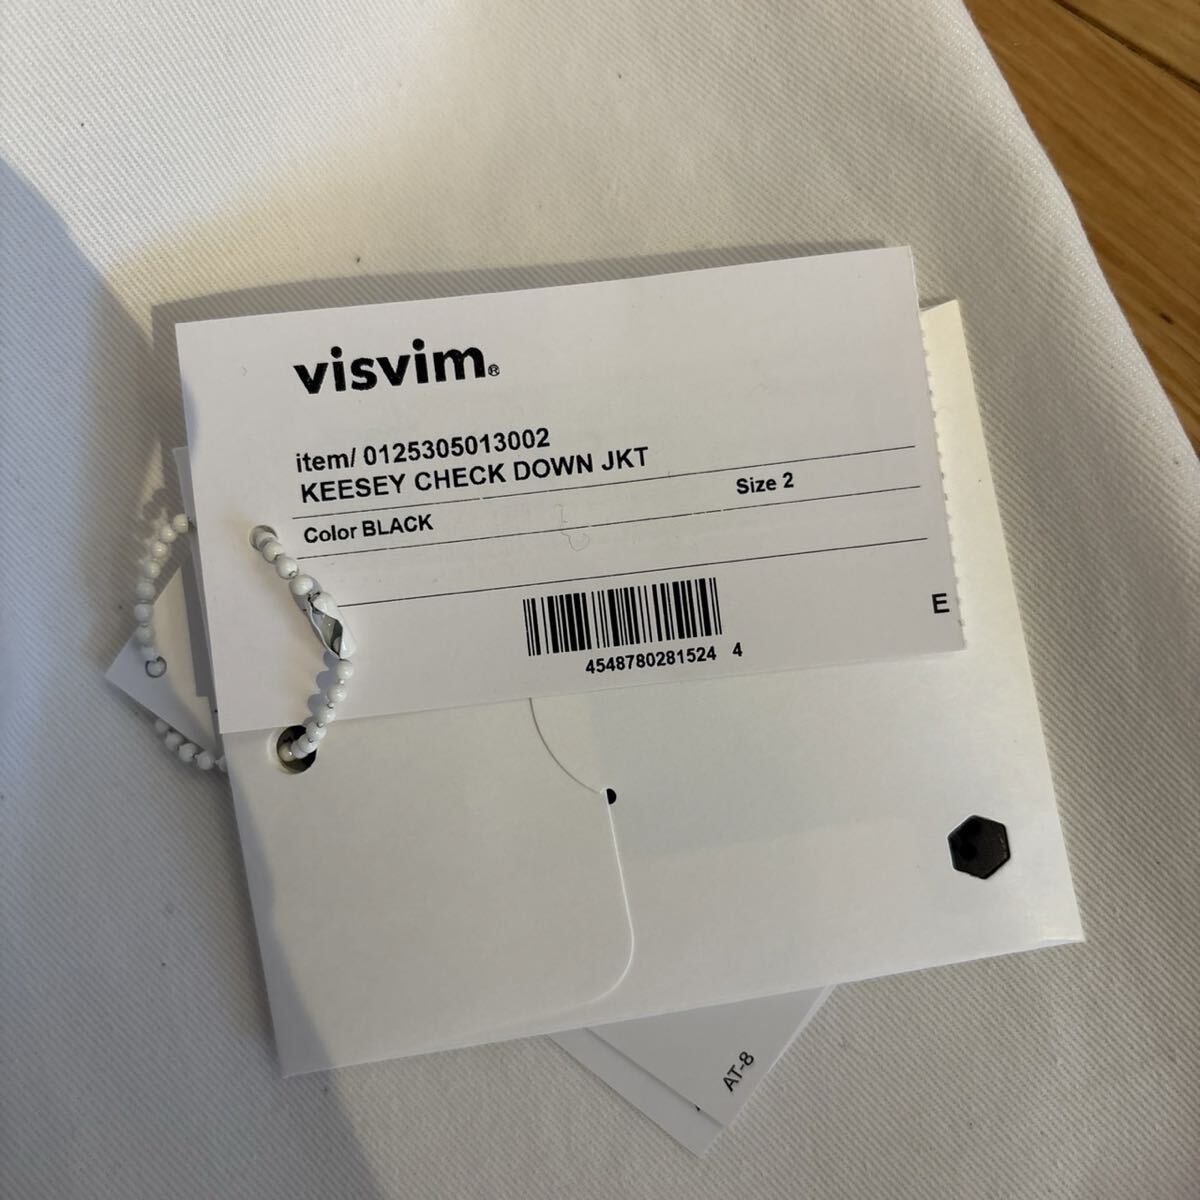 visvim®
item/ 0125305013002
KEESEY CHECK DOWN JKT
Color BLACK Size 2
4548780281524 4
E
AT-8